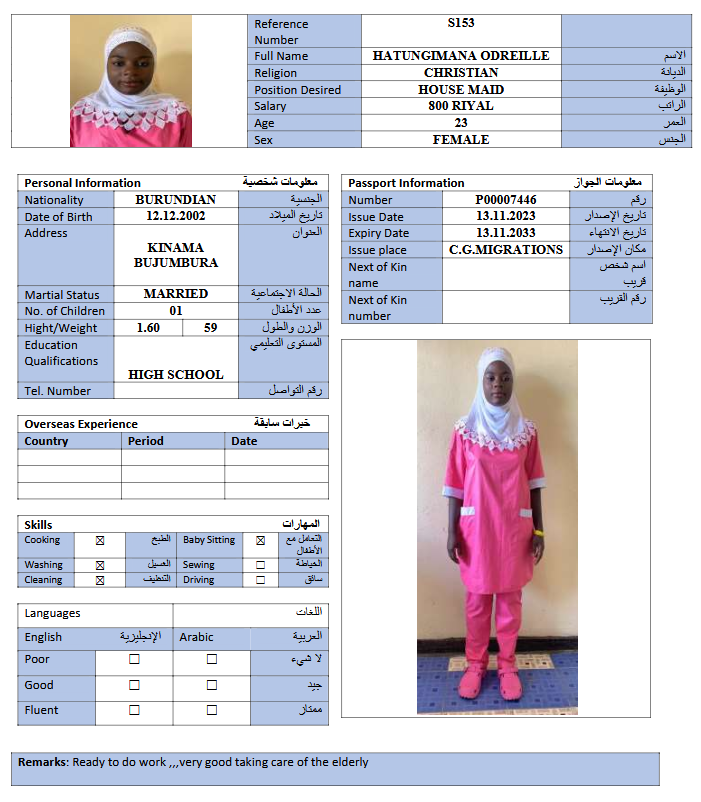 Reference Number S153
Full Name HATUNGIMANA ODREILLE الاسم
Religion CHRISTIAN الديانة
Position Desired HOUSE MAID الوظيفة
Salary 800 RIYAL الراتب
Age 23 العمر
Sex FEMALE الجنس
Personal Information معلومات شخصية
Nationality BURUNDIAN الجنسية
Date of Birth 12.12.2002 تاريخ الميلاد
Address KINAMA العنوان
BUJUMBURA
Martial Status MARRIED الحالة الاجتماعية
No. of Children 01 عدد الأطفال
Hight/Weight 1.60 59 الوزن والطول
Education المستوى التعليمي
Qualifications HIGH SCHOOL
Tel. Number رقم التواصل
Passport Information معلومات الجواز
Number P00007446 رقم
Issue Date 13.11.2023 تاريخ الإصدار
Expiry Date 13.11.2033 تاريخ الانتهاء
Issue place C.G.MIGRATIONS مكان الإصدار
Next of Kin اسم شخص
name قريب
Next of Kin رقم القريب
number
Overseas Experience خبرات سابقة
Country Period Date
Skills المهارات
Cooking ☒ الطبخ Baby Sitting ☒ التعامل مع
الأطفال
Washing ☒ الغسيل Sewing ☐ الخياطة
Cleaning ☒ التنظيف Driving ☐ سائق
Languages اللغات
English الإنجليزية Arabic العربية
Poor ☐ ☐ لا شيء
Good ☐ ☐ جيد
Fluent ☐ ☐ ممتاز
Remarks: Ready to do work ,,,very good taking care of the elderly